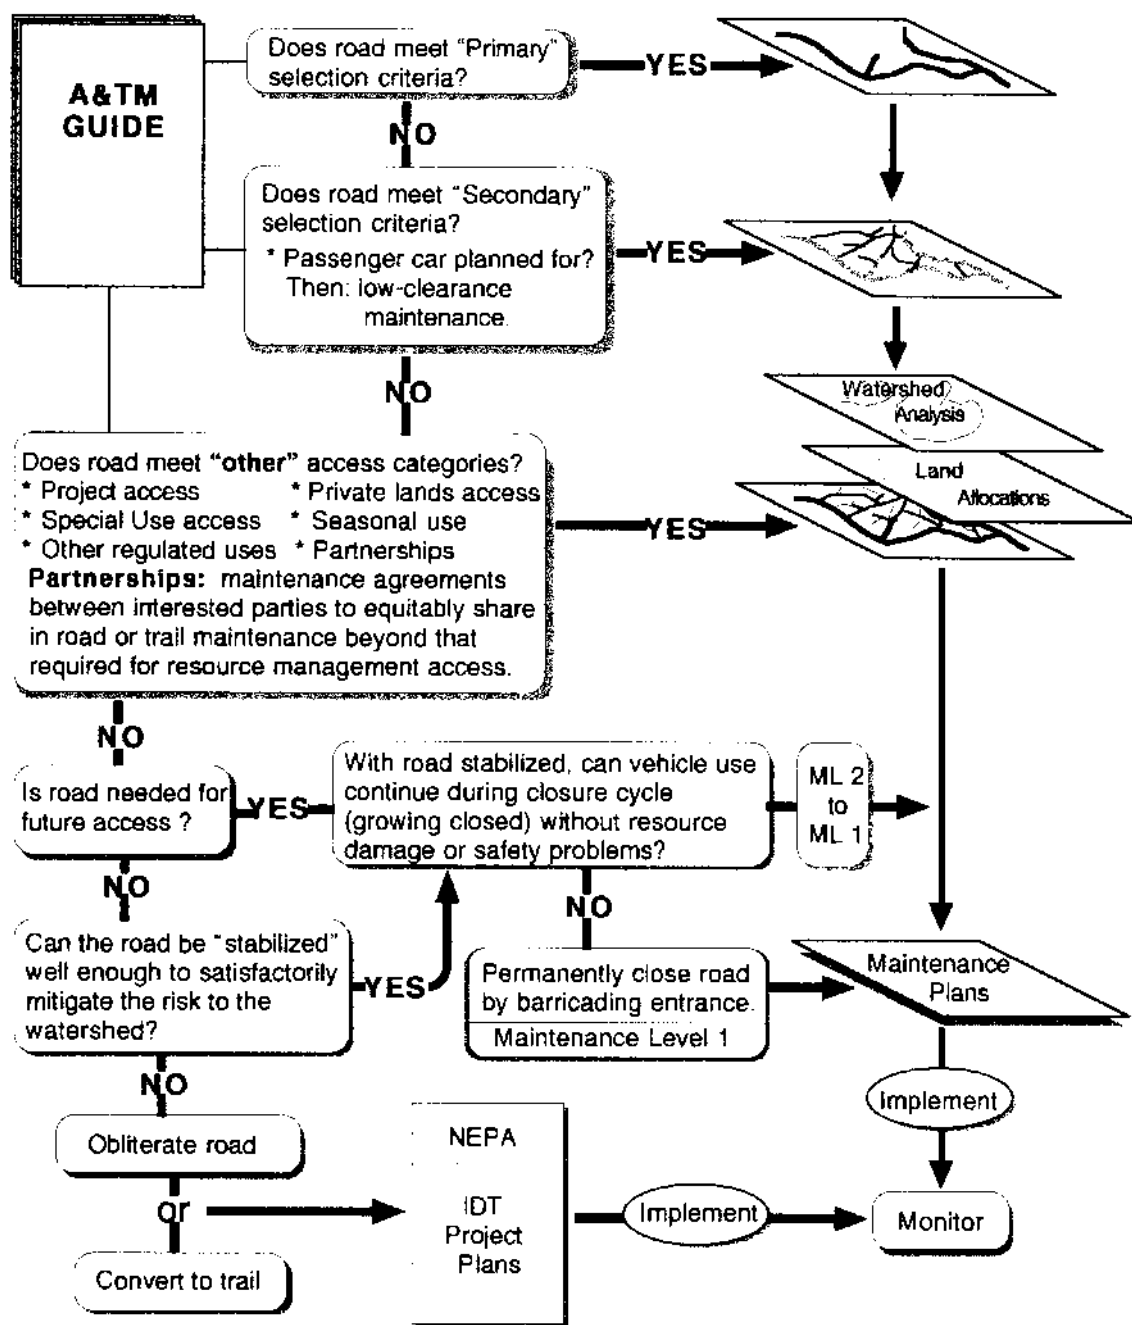 A&TM
GUIDE
Does road meet “Primary”
selection criteria?
YES
NO
Does road meet “Secondary”
selection criteria?
* Passenger car planned for?
Then: low-clearance
maintenance.
YES
NO
Watershed
Analysis
Land
Allocations
Does road meet “other” access categories?
* Project access * Private lands access
* Special Use access * Seasonal use
* Other regulated uses * Partnerships
Partnerships: maintenance agreements
between interested parties to equitably share
in road or trail maintenance beyond that
required for resource management access.
YES
NO
Is road needed for
future access ?
YES
With road stabilized, can vehicle use
continue during closure cycle
(growing closed) without resource
damage or safety problems?
ML 2
to
ML 1
NO
NO
Can the road be “stabilized”
well enough to satisfactorily
mitigate the risk to the
watershed?
YES
Permanently close road
by barricading entrance.
Maintenance Level 1
Maintenance
Plans
NO
Implement
Obliterate road
or
Convert to trail
NEPA
IDT
Project
Plans
Implement
Monitor